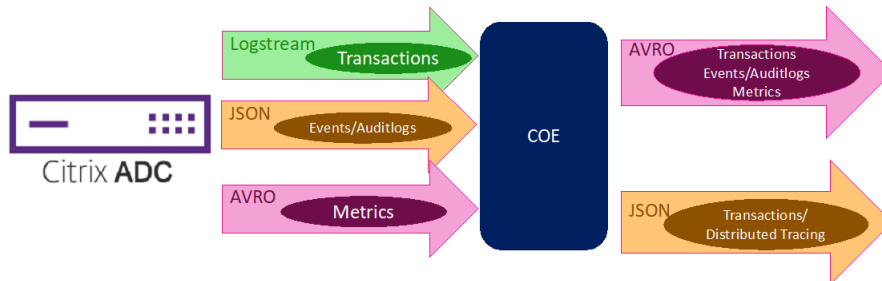 Citrix ADC
Logstream
Transactions
JSON
Events/Auditlogs
AVRO
Metrics
COE
AVRO
Transactions
Events/Auditlogs
Metrics
JSON
Transactions/
Distributed Tracing